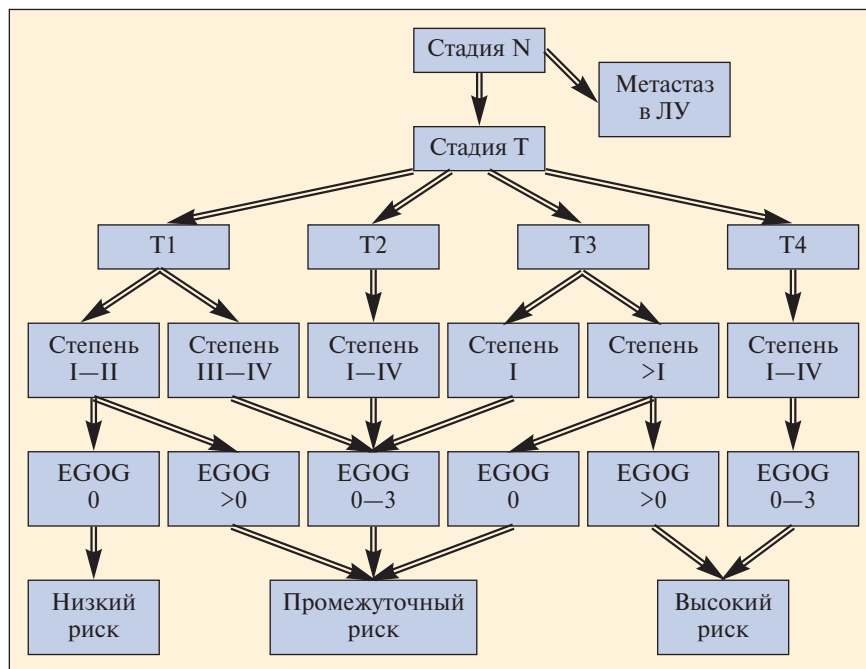 Стадия N
Метастаз
в ЛУ
Стадия T
T1
T2
T3
T4
Степень
I—II
Степень
III—IV
Степень
I—IV
Степень
I
Степень
>I
Степень
I—IV
EGOG
0
EGOG
>0
EGOG
0—3
EGOG
0
EGOG
>0
EGOG
0—3
Низкий
риск
Промежуточный
риск
Высокий
риск